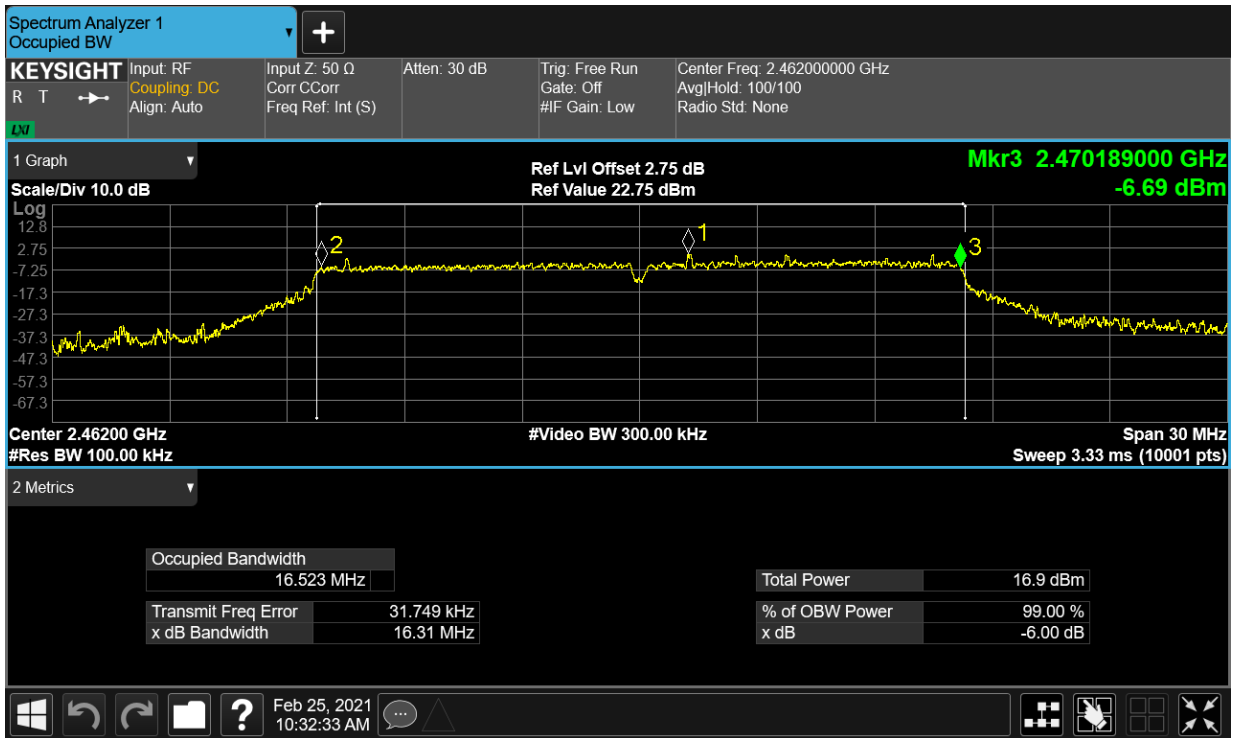 Spectrum Analyzer 1
Occupied BW
▼
+
KEYSIGHT
R T
LXI
Input: RF
Coupling: DC
Align: Auto
Input Z: 50 Ω
Corr CCorr
Freq Ref: Int (S)
Atten: 30 dB
Trig: Free Run
Gate: Off
#IF Gain: Low
Center Freq: 2.462000000 GHz
Avg|Hold: 100/100
Radio Std: None
1 Graph ▼
Scale/Div 10.0 dB
Ref Lvl Offset 2.75 dB
Ref Value 22.75 dBm
Mkr3 2.470189000 GHz
-6.69 dBm
Log
12.8
2.75
-7.25
-17.3
-27.3
-37.3
-47.3
-57.3
-67.3
2
1
3
Center 2.46200 GHz
#Res BW 100.00 kHz
#Video BW 300.00 kHz
Span 30 MHz
Sweep 3.33 ms (10001 pts)
2 Metrics ▼
Occupied Bandwidth
16.523 MHz
Transmit Freq Error 31.749 kHz
x dB Bandwidth 16.31 MHz
Total Power 16.9 dBm
% of OBW Power 99.00 %
x dB -6.00 dB
?
Feb 25, 2021
10:32:33 AM